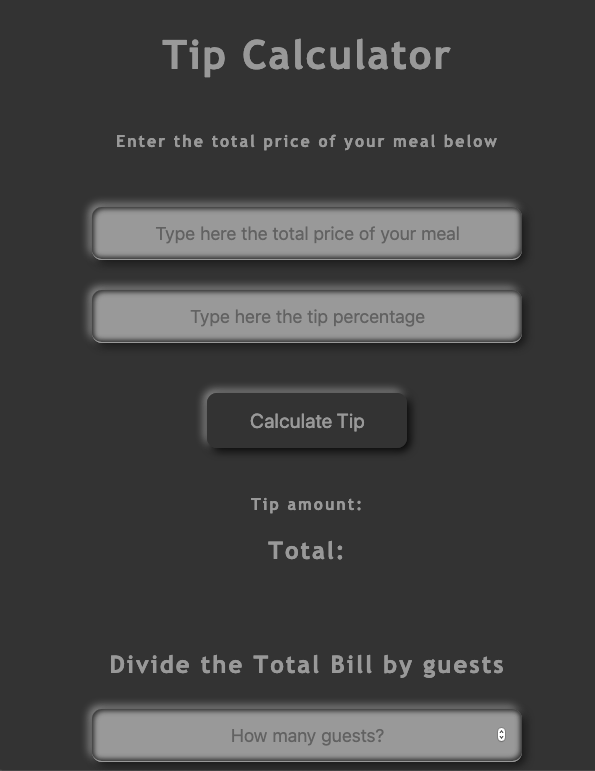 Tip Calculator
Enter the total price of your meal below
Type here the total price of your meal
Type here the tip percentage
Calculate Tip
Tip amount:
Total:
Divide the Total Bill by guests
How many guests?